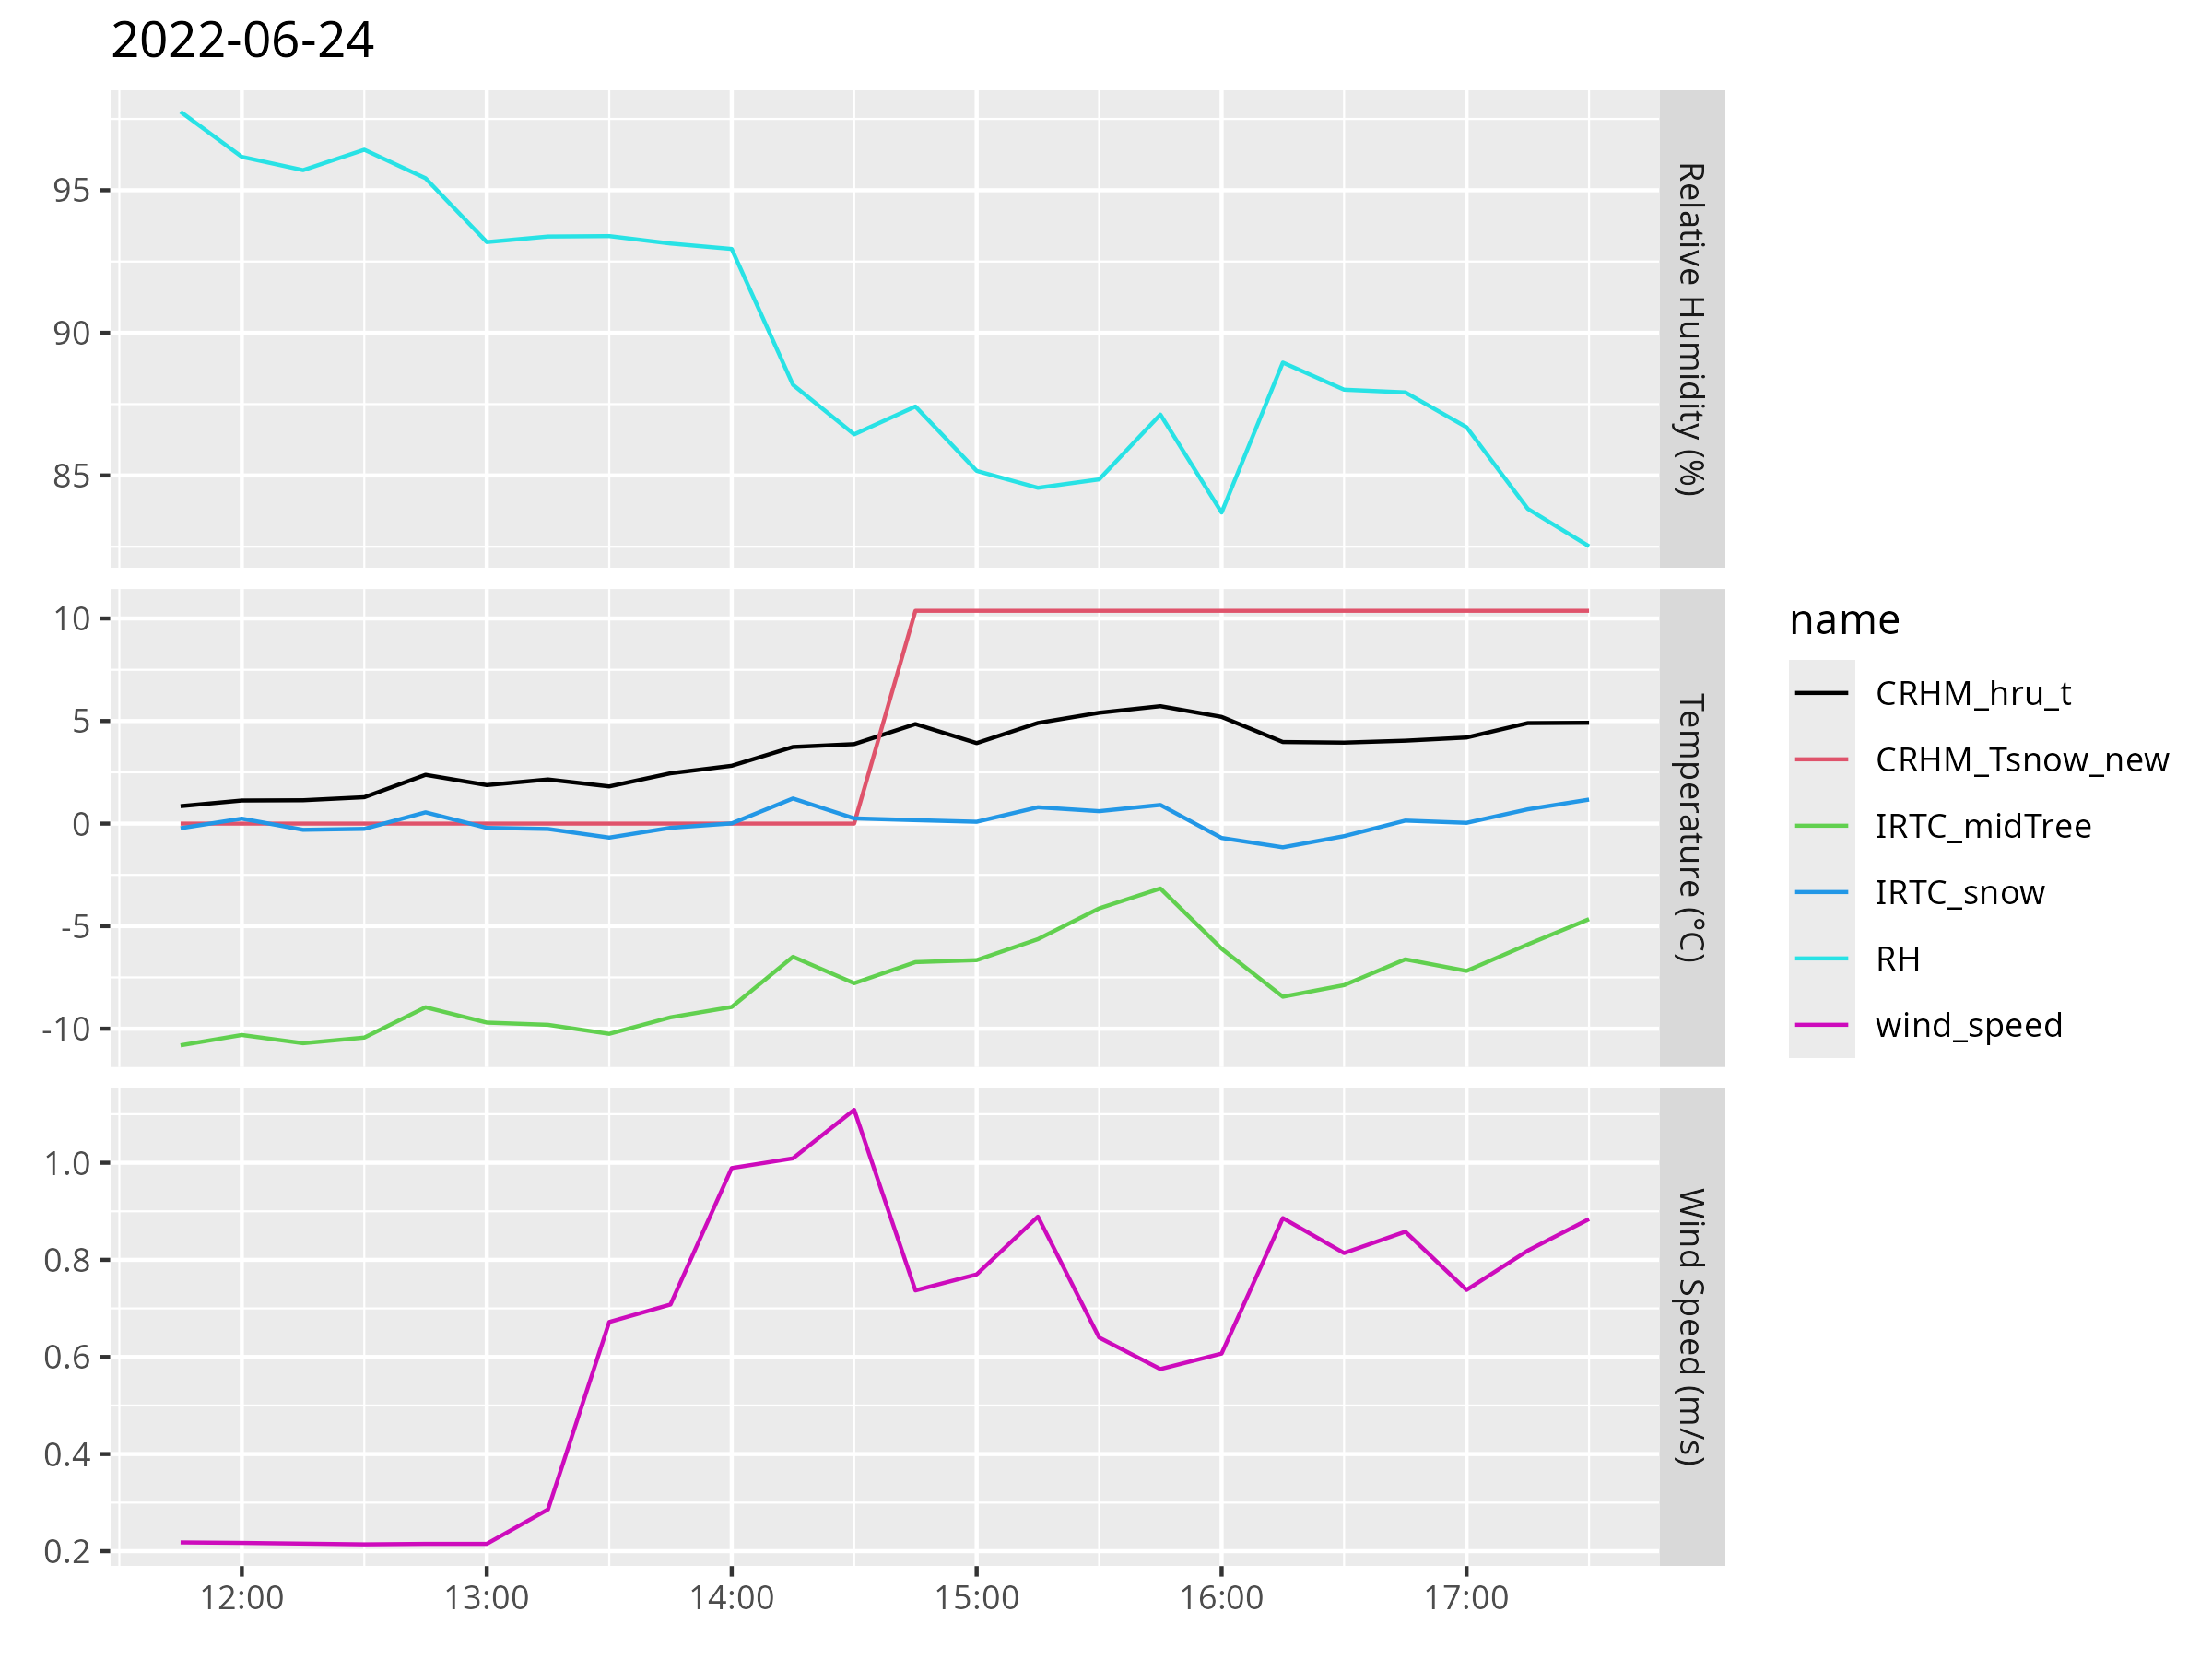 2022-06-24
95
90
85
Relative Humidity (%)
10
5
0
-5
-10
Temperature (°C)
1.0
0.8
0.6
0.4
0.2
Wind Speed (m/s)
12:00 13:00 14:00 15:00 16:00 17:00
name
CRHM_hru_t
CRHM_Tsnow_new
IRTC_midTree
IRTC_snow
RH
wind_speed